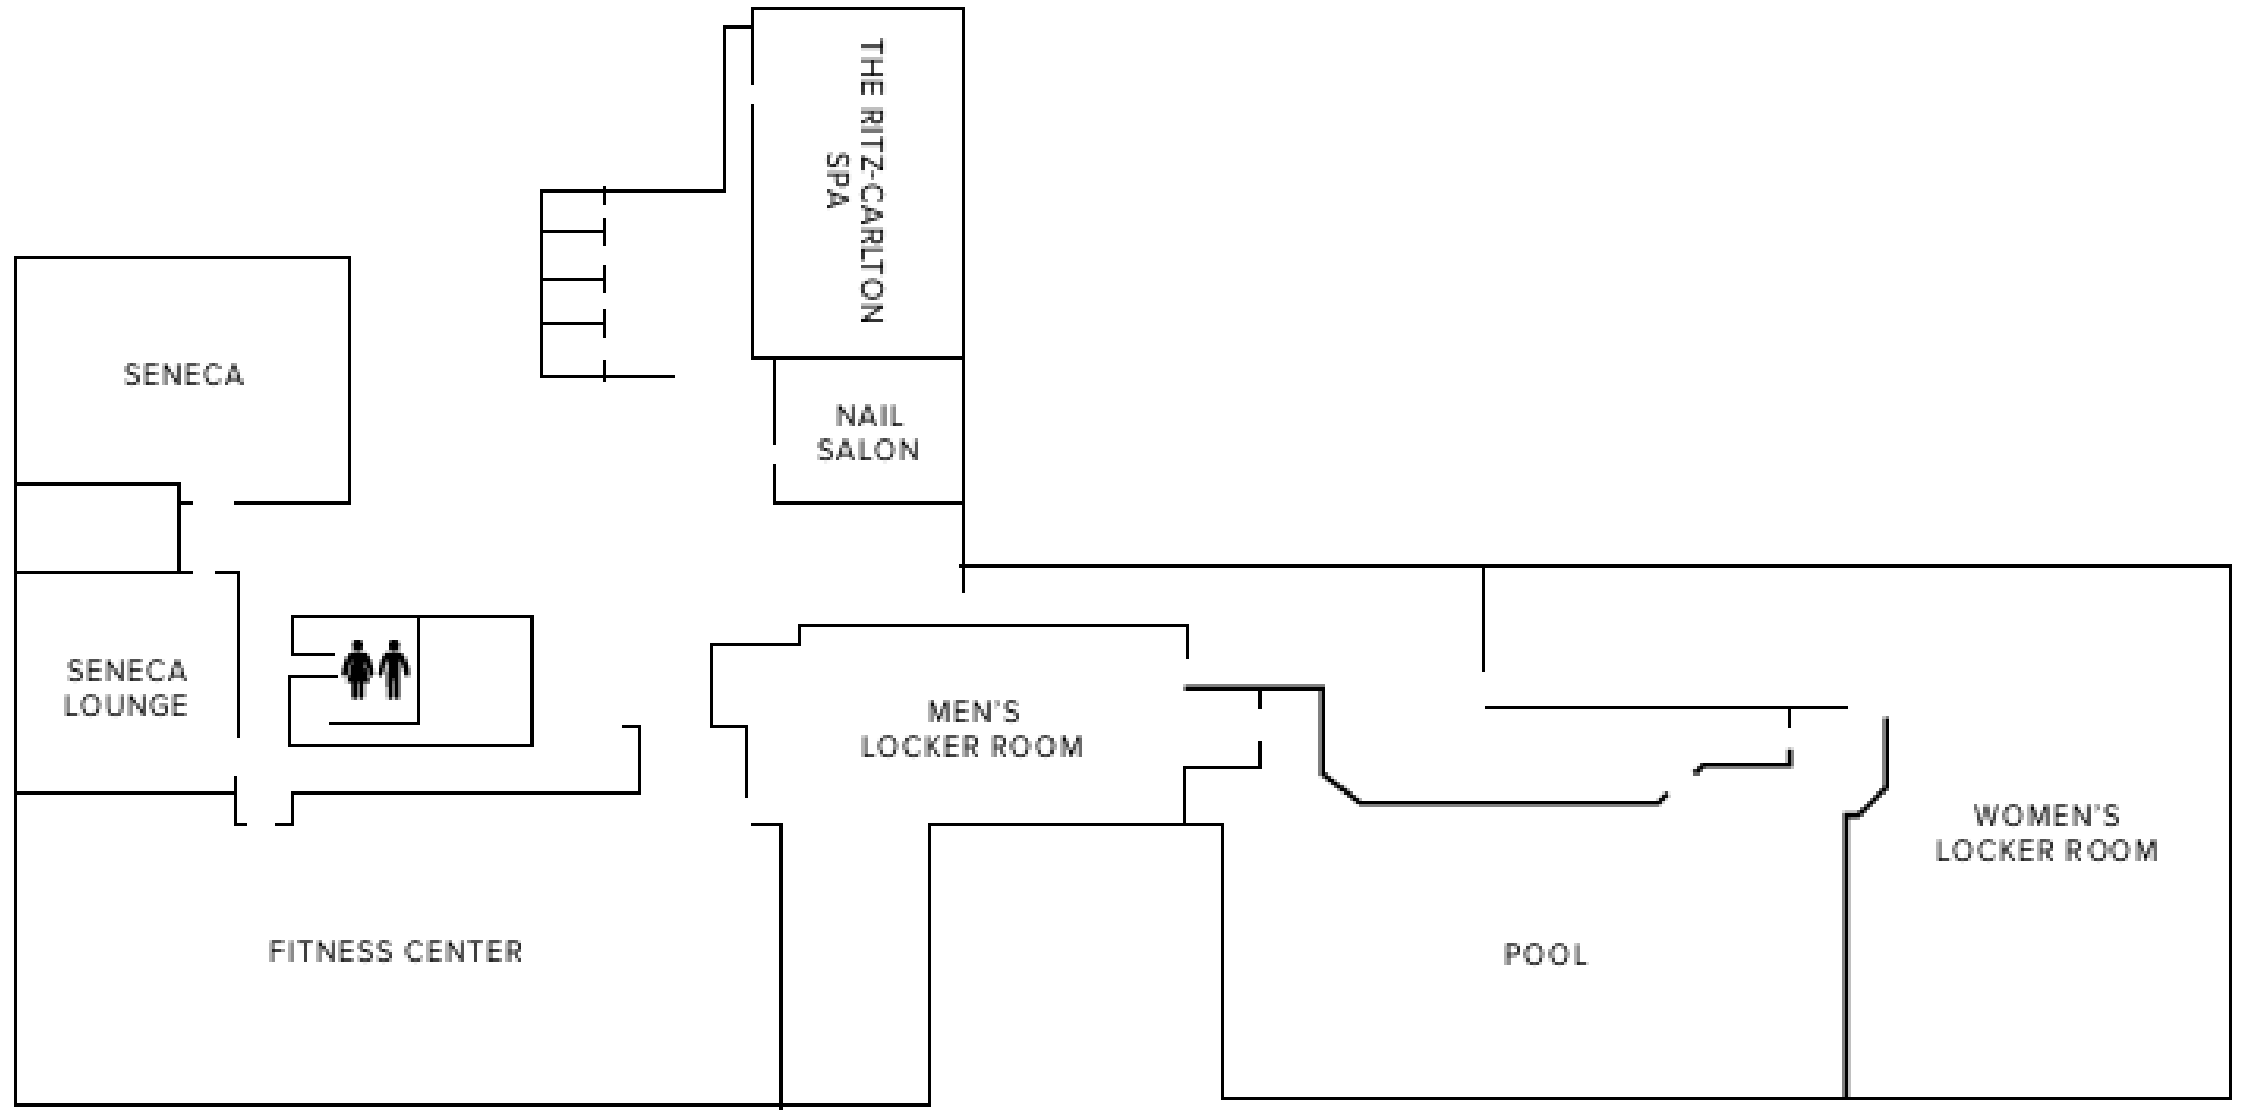 THE RITZ-CARLTON
SPA
SENECA
NAIL
SALON
SENECA
LOUNGE
MEN'S
LOCKER ROOM
WOMEN'S
LOCKER ROOM
FITNESS CENTER
POOL